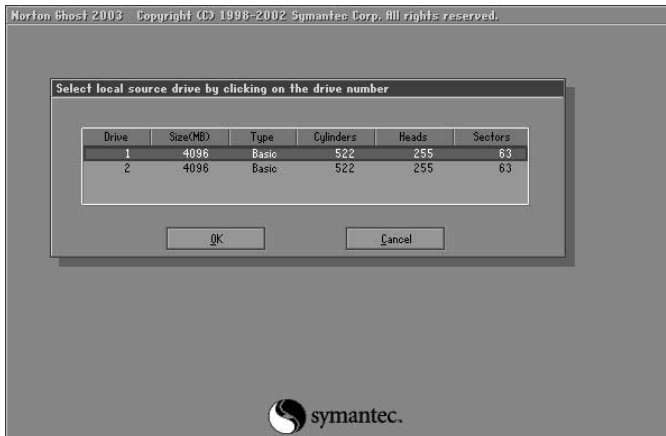 Norton Ghost 2003   Copyright (C) 1998-2002 Symantec Corp. All rights reserved.
Select local source drive by clicking on the drive number
Drive Size(MB) Type Cylinders Heads Sectors
1 4096 Basic 522 255 63
2 4096 Basic 522 255 63
OK Cancel
symantec.